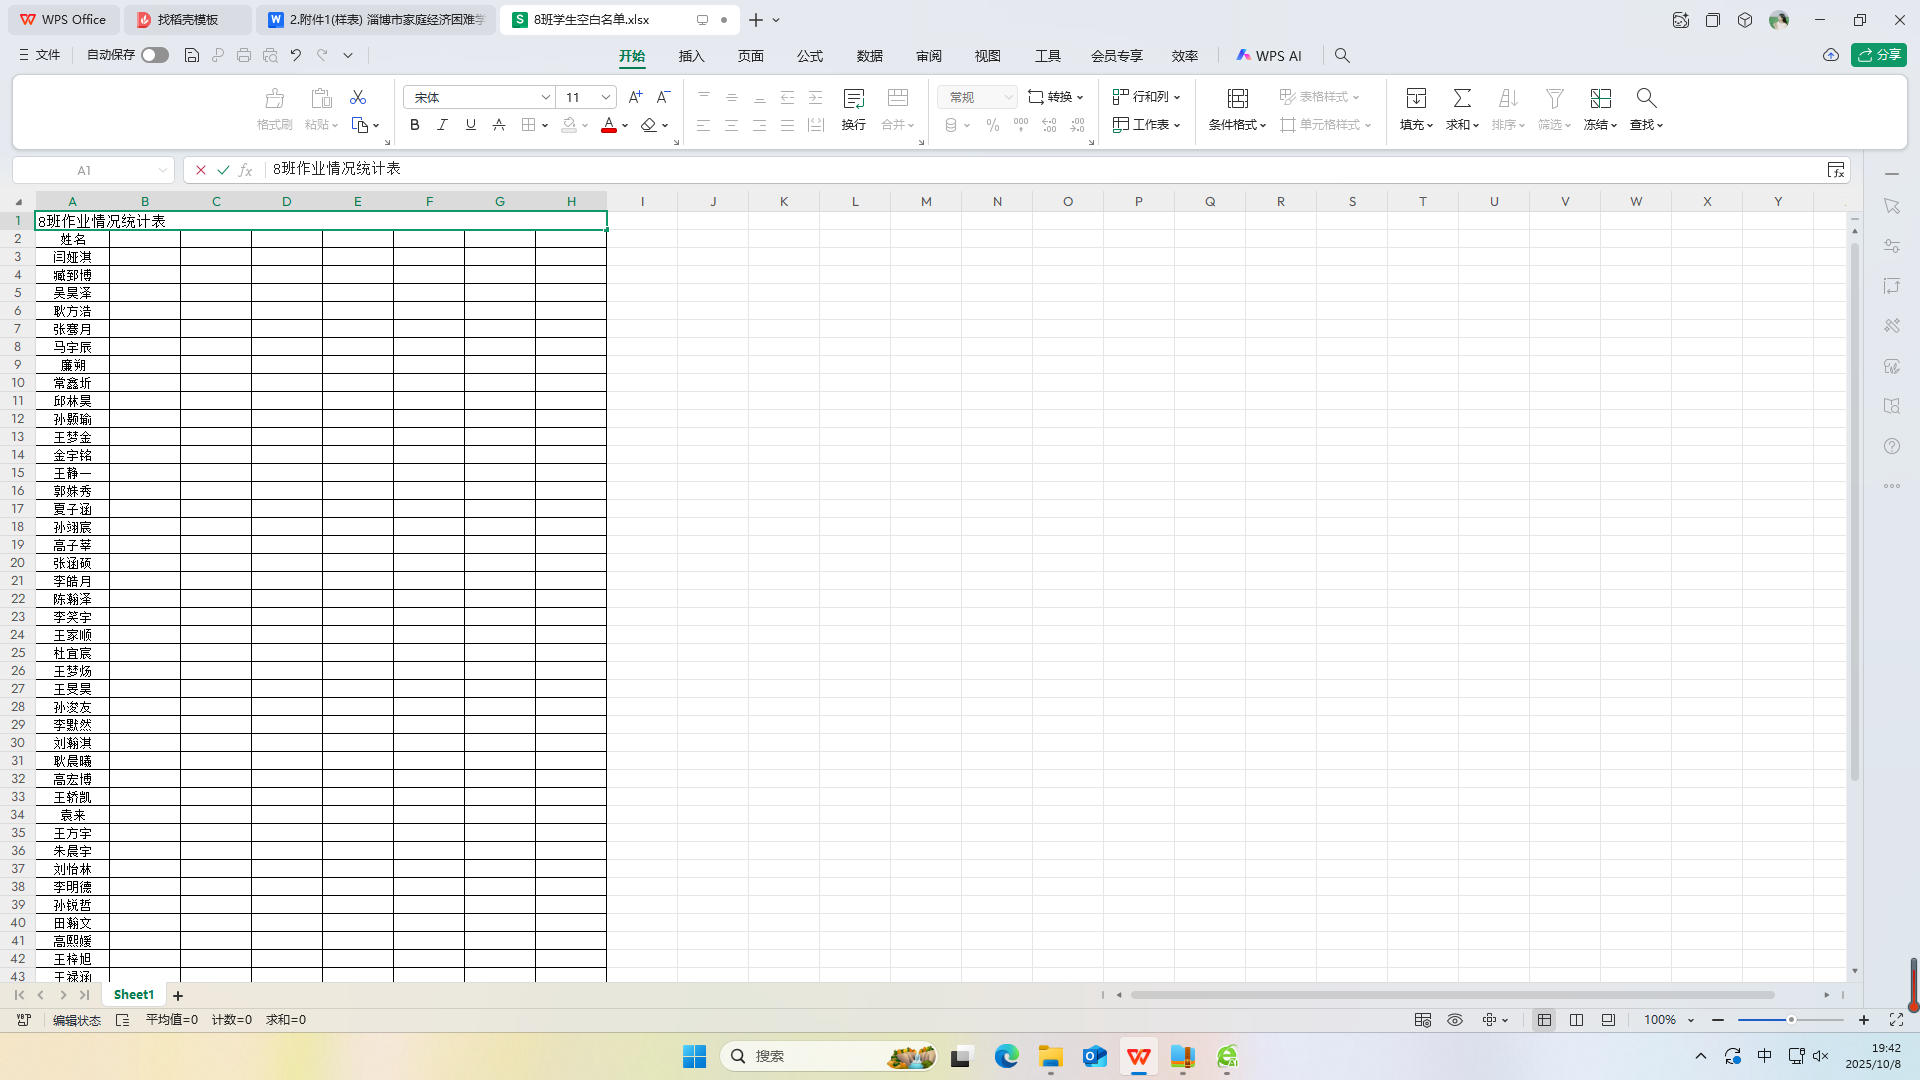 WPS Office
找稻壳模板
2.附件1(样表) 淄博市家庭经济困难学
8班学生空白名单.xlsx
文件 自动保存 开始 插入 页面 公式 数据 审阅 视图 工具 会员专享 效率 WPS AI 分享
格式刷 粘贴 宋体 11 换行 合并 常规 转换 行和列 工作表 条件格式 表格样式 单元格样式 填充 求和 排序 筛选 冻结 查找
A1 fx 8班作业情况统计表
A B C D E F G H I J K L M N O P Q R S T U V W X Y
1 8班作业情况统计表
2 姓名
3 闫娅淇
4 臧郅博
5 吴昊泽
6 耿方浩
7 张骞月
8 马宇辰
9 廉朔
10 常鑫圻
11 邱林昊
12 孙颢瑜
13 王梦金
14 金宇铭
15 王静一
16 郭姝秀
17 夏子涵
18 孙翊宸
19 高子莘
20 张涵硕
21 李皓月
22 陈瀚泽
23 李笑宇
24 王家顺
25 杜宜宸
26 王梦炀
27 王旻昊
28 孙浚友
29 李默然
30 刘瀚淇
31 耿晨曦
32 高宏博
33 王轿凯
34 袁来
35 王方宇
36 朱晨宇
37 刘怡林
38 李明德
39 孙锐哲
40 田瀚文
41 高熙媛
42 王梓旭
43 王禄涵
Sheet1
编辑状态 平均值=0 计数=0 求和=0 100%
搜索
中
19:42
2025/10/8